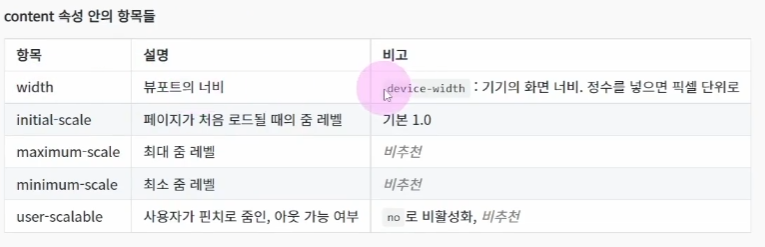 content 속성 안의 항목들
항목 설명 비고
width 뷰포트의 너비 device-width : 기기의 화면 너비. 정수를 넣으면 픽셀 단위로
initial-scale 페이지가 처음 로드될 때의 줌 레벨 기본 1.0
maximum-scale 최대 줌 레벨 비추천
minimum-scale 최소 줌 레벨 비추천
user-scalable 사용자가 핀치로 줌인, 아웃 가능 여부 no 로 비활성화, 비추천